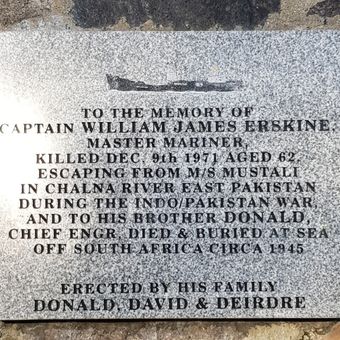 TO THE MEMORY OF
CAPTAIN WILLIAM JAMES ERSKINE,
MASTER MARINER,
KILLED DEC. 9th 1971 AGED 62,
ESCAPING FROM M/S MUSTALI
IN CHALNA RIVER EAST PAKISTAN
DURING THE INDO/PAKISTAN WAR,
AND TO HIS BROTHER DONALD,
CHIEF ENGR, DIED & BURIED AT SEA
OFF SOUTH AFRICA CIRCA 1945
ERECTED BY HIS FAMILY
DONALD, DAVID & DEIRDRE